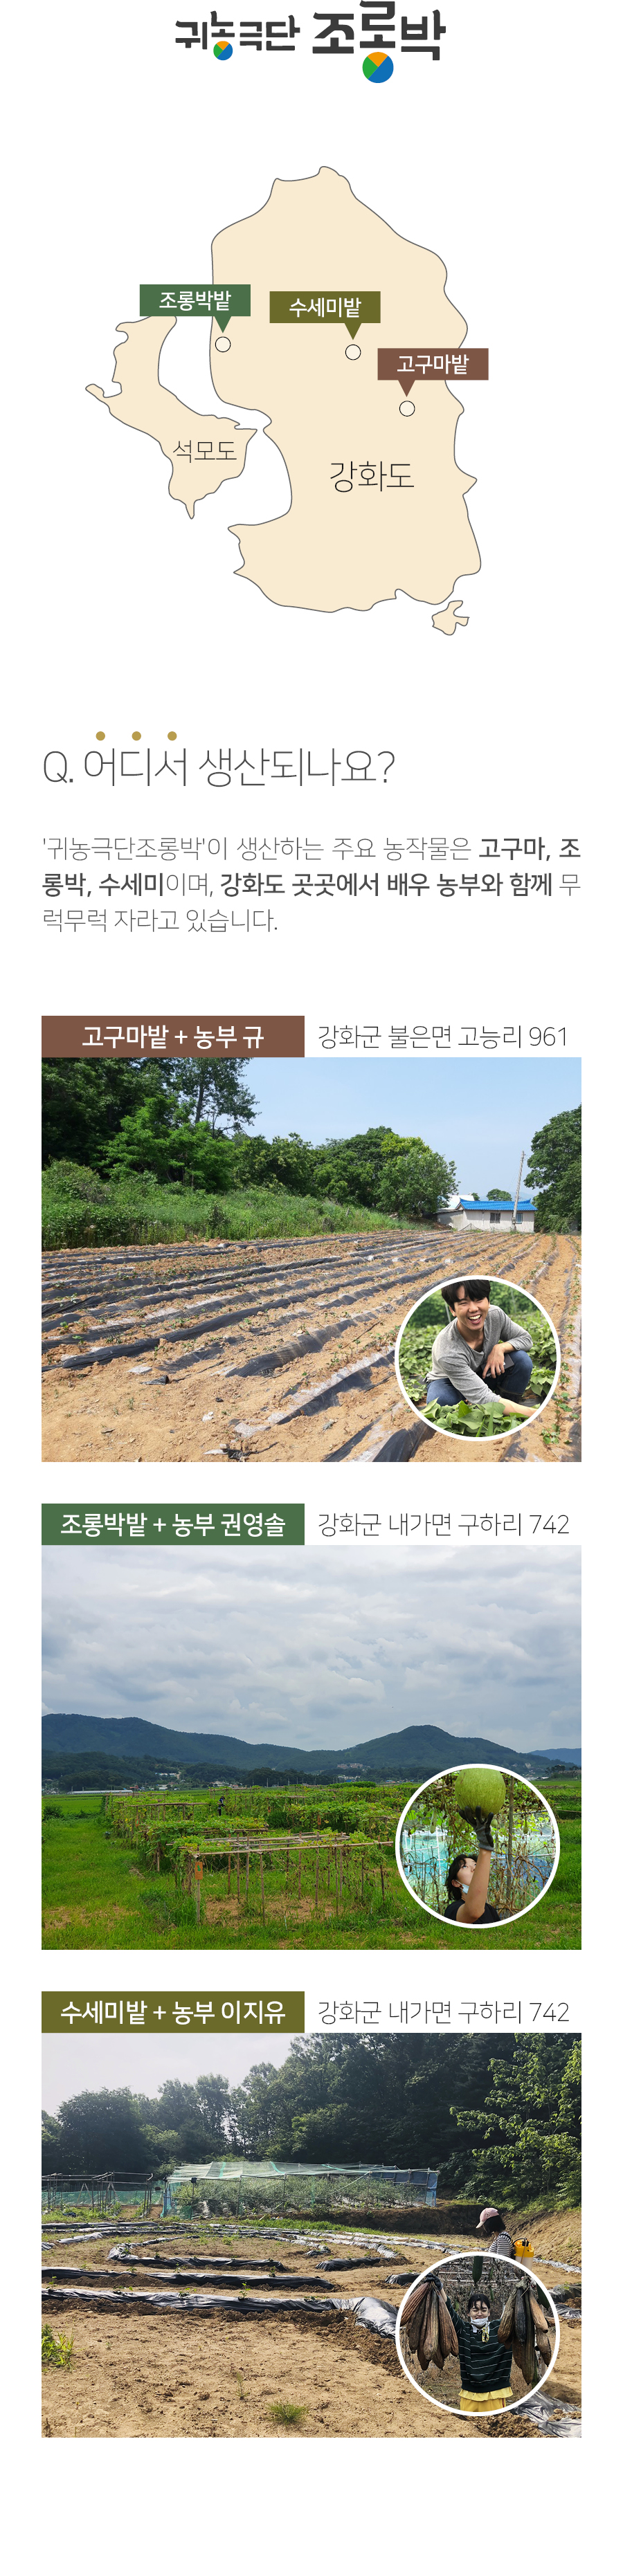 귀농극단 조롱박
조롱박밭
수세미밭
고구마밭
석모도
강화도
Q. 어디서 생산되나요?
'귀농극단조롱박'이 생산하는 주요 농작물은 고구마, 조
롱박, 수세미이며, 강화도 곳곳에서 배우 농부와 함께 무
럭무럭 자라고 있습니다.
고구마밭 + 농부 규 강화군 불은면 고능리 961
조롱박밭 + 농부 권영솔 강화군 내가면 구하리 742
수세미밭 + 농부 이지유 강화군 내가면 구하리 742